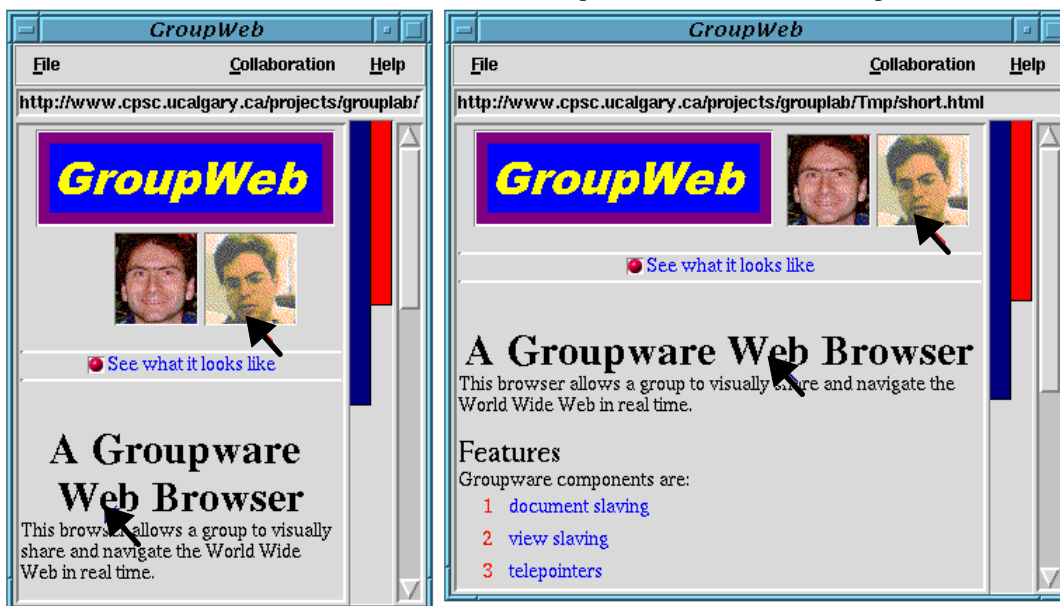 GroupWeb
File Collaboration Help
http://www.cpsc.ucalgary.ca/projects/grouplab/
GroupWeb
See what it looks like
A Groupware
Web Browser
This browser allows a group to visually
share and navigate the World Wide
Web in real time.
GroupWeb
File Collaboration Help
http://www.cpsc.ucalgary.ca/projects/grouplab/Tmp/short.html
GroupWeb
See what it looks like
A Groupware Web Browser
This browser allows a group to visually share and navigate the
World Wide Web in real time.
Features
Groupware components are:
1 document slaving
2 view slaving
3 telepointers